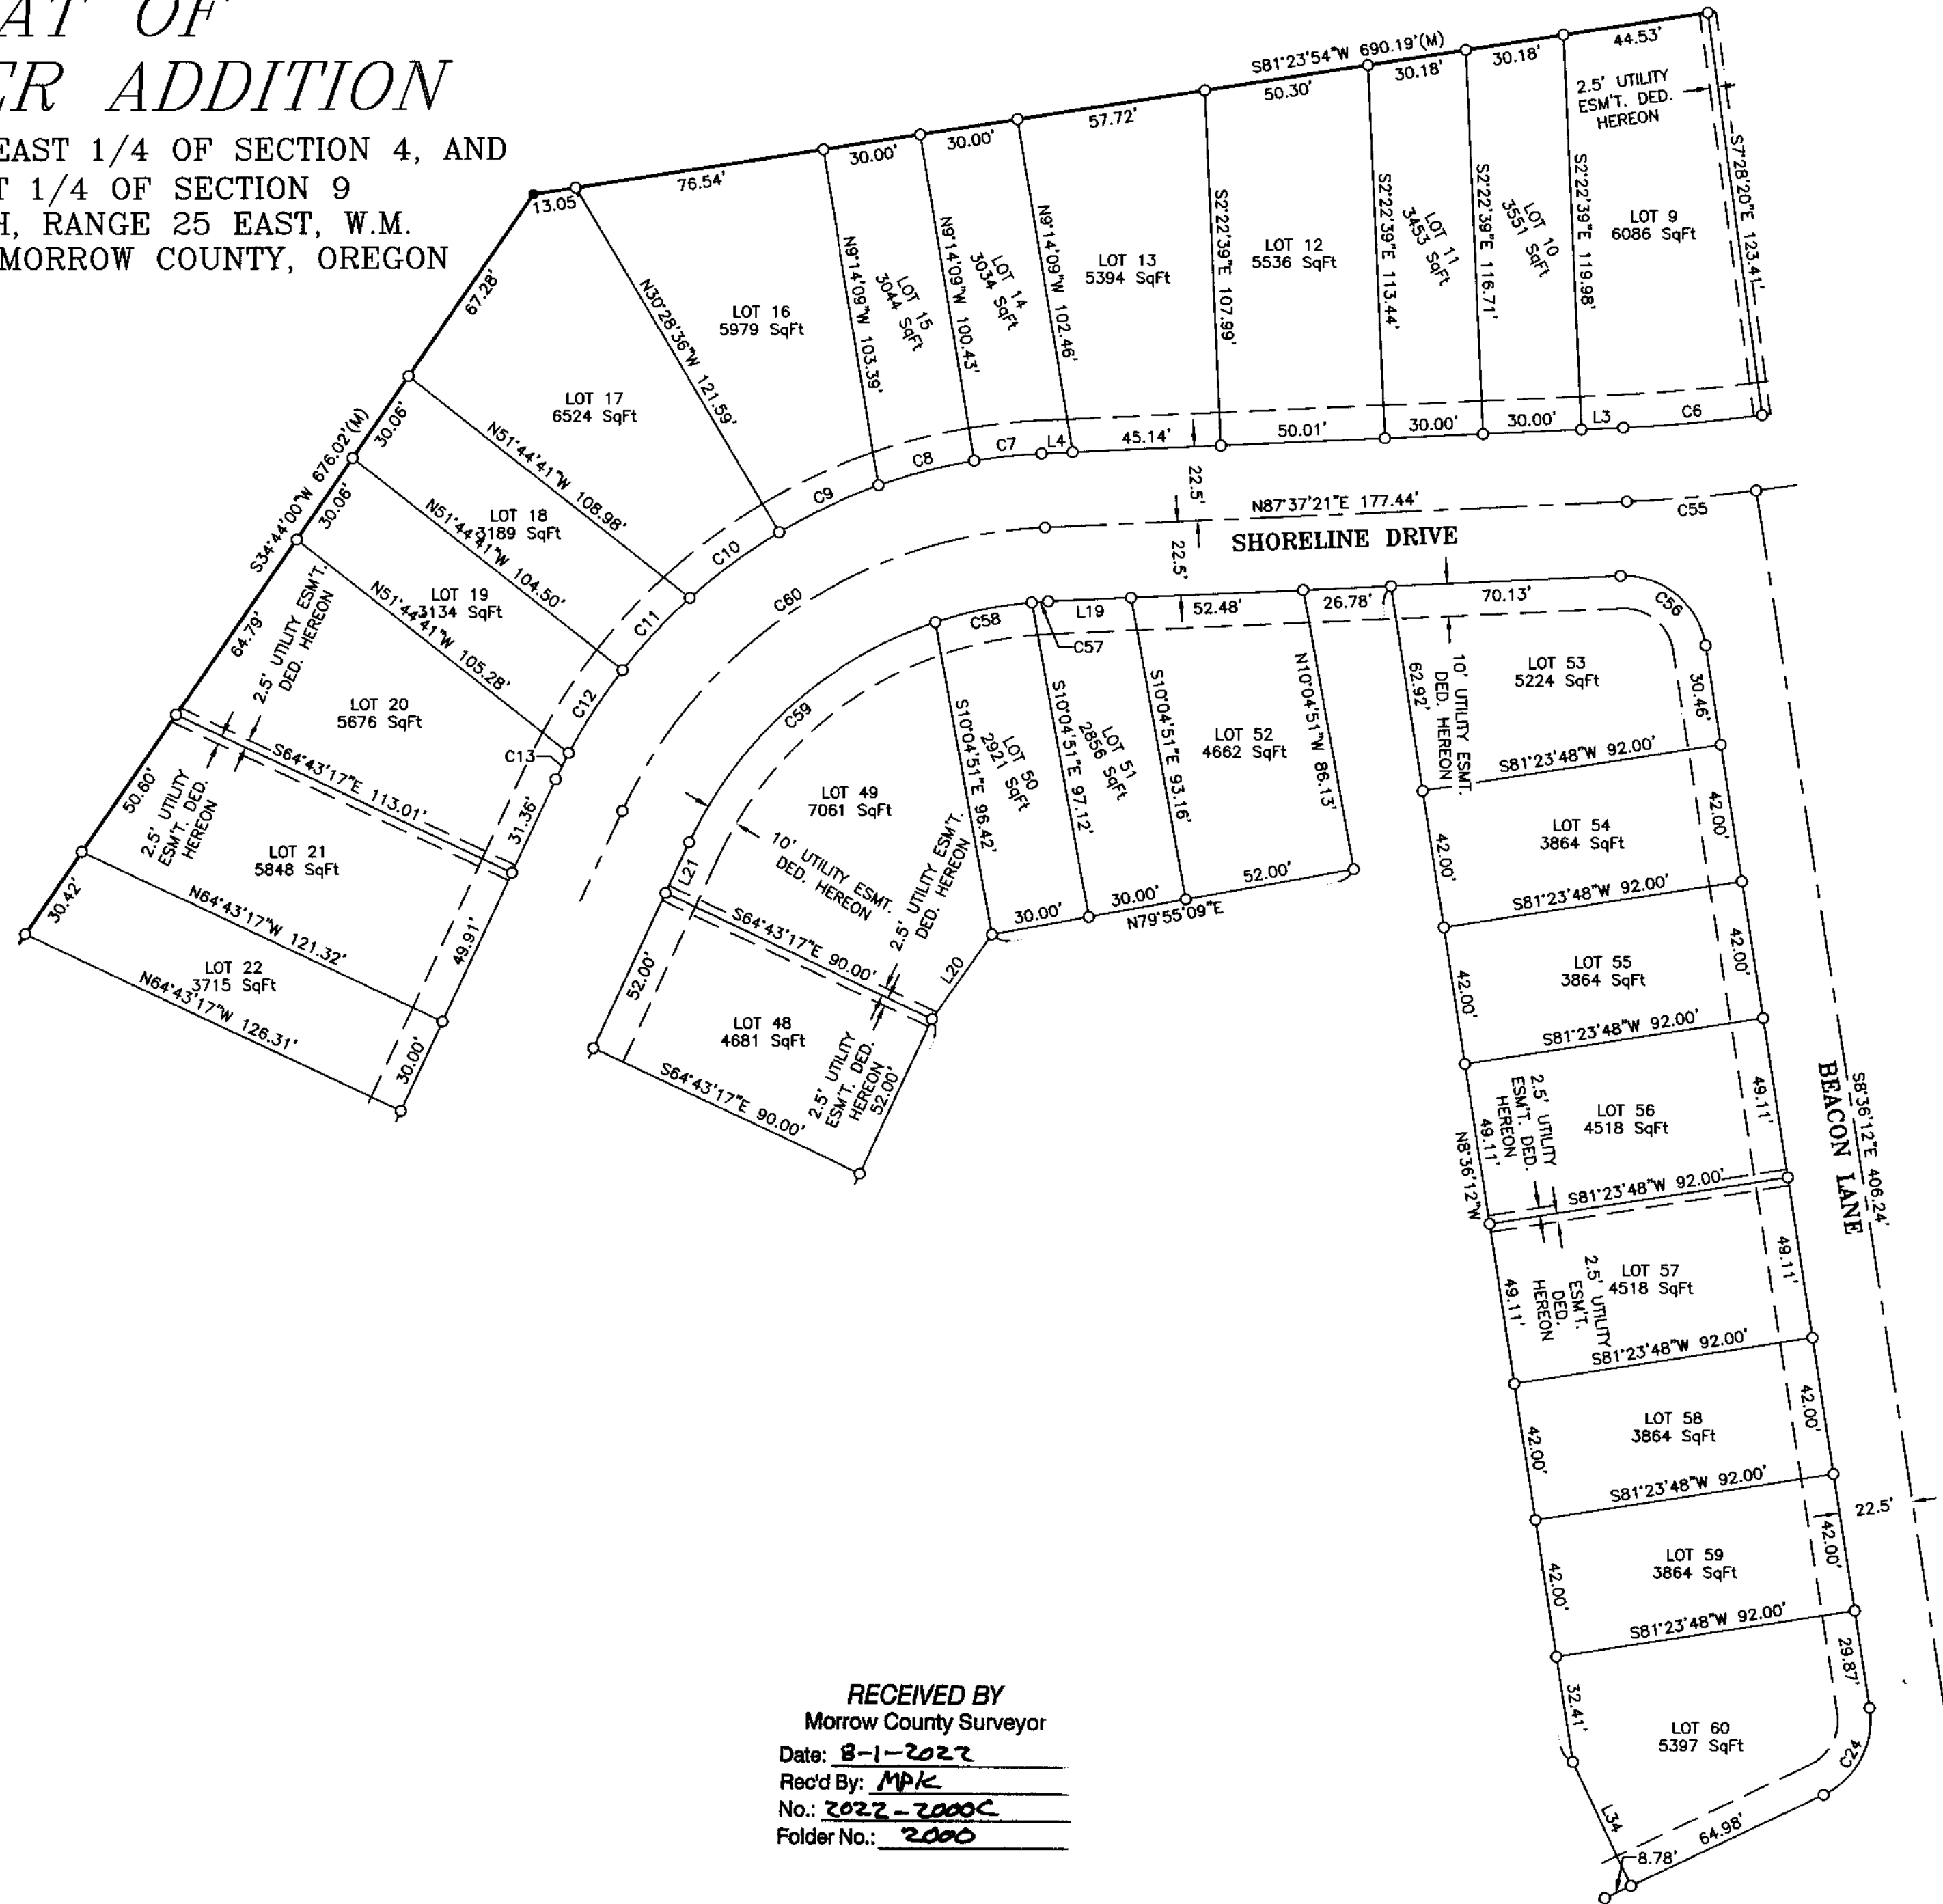 AT OF
ER ADDITION
EAST 1/4 OF SECTION 4, AND
T 1/4 OF SECTION 9
H, RANGE 25 EAST, W.M.
MORROW COUNTY, OREGON
S81°23'54"W 690.19'(M)
13.05'
76.54'
30.00'
30.00'
57.72'
50.30'
30.18'
30.18'
44.53'
2.5' UTILITY
ESM'T. DED.
HEREON
S7°28'20"E 123.41'
LOT 9
6086 SqFt
S2°22'39"E 119.98'
LOT 10
3551 SqFt
S2°22'39"E 116.71'
LOT 11
3453 SqFt
S2°22'39"E 113.44'
LOT 12
5536 SqFt
S2°22'39"E 107.99'
LOT 13
5394 SqFt
N9°14'09"W 102.46'
LOT 14
3034 SqFt
N9°14'09"W 100.43'
LOT 15
3044 SqFt
N9°14'09"W 103.39'
LOT 16
5979 SqFt
N30°28'36"W 121.59'
67.28'
LOT 17
6524 SqFt
N51°44'41"W 108.98'
S34°44'00"W 676.02'(M)
30.06'
LOT 18
3189 SqFt
N51°44'41"W 104.50'
30.06'
LOT 19
3134 SqFt
N51°44'41"W 105.28'
64.79'
2.5' UTILITY ESM'T.
DED. HEREON
LOT 20
5676 SqFt
S64°43'17"E 113.01'
50.60'
2.5' UTILITY
ESM'T. DED.
HEREON
LOT 21
5848 SqFt
N64°43'17"W 121.32'
30.42'
LOT 22
3715 SqFt
N64°43'17"W 126.31'
30.00'
49.91'
31.36'
C13
C12
C11
C10
C9
C8
C7
L4
45.14'
50.01'
30.00'
30.00'
L3
C6
22.5'
22.5'
N87°37'21"E 177.44'
C55
SHORELINE DRIVE
C60
C59
C58
C57
L19
52.48'
26.78'
70.13'
C56
30.46'
LOT 53
5224 SqFt
10' UTILITY ESMT.
DED. HEREON
62.92'
S81°23'48"W 92.00'
N10°04'51"W 86.13'
LOT 52
4662 SqFt
S10°04'51"E 93.16'
LOT 51
2856 SqFt
S10°04'51"E 97.12'
LOT 50
2921 SqFt
S10°04'51"E 96.42'
30.00'
30.00'
52.00'
N79°55'09"E
LOT 49
7061 SqFt
10' UTILITY ESMT.
DED. HEREON
2.5' UTILITY ESM'T.
DED. HEREON
L21
L20
S64°43'17"E 90.00'
52.00'
LOT 48
4681 SqFt
2.5' UTILITY
ESM'T. DED.
HEREON
52.00'
S64°43'17"E 90.00'
42.00'
LOT 54
3864 SqFt
42.00'
S81°23'48"W 92.00'
42.00'
LOT 55
3864 SqFt
42.00'
S81°23'48"W 92.00'
N8°36'12"W
49.11'
2.5' UTILITY
ESM'T. DED.
HEREON
LOT 56
4518 SqFt
49.11'
S81°23'48"W 92.00'
BEACON LANE
S8°36'12"E 406.24'
49.11'
2.5' UTILITY
ESM'T.
DED.
HEREON
LOT 57
4518 SqFt
49.11'
S81°23'48"W 92.00'
42.00'
LOT 58
3864 SqFt
42.00'
S81°23'48"W 92.00'
22.5'
42.00'
LOT 59
3864 SqFt
42.00'
S81°23'48"W 92.00'
32.41'
LOT 60
5397 SqFt
29.87'
C24
L34
64.98'
8.78'
RECEIVED BY
Morrow County Surveyor
Date: 8-1-2022
Rec'd By: MPK
No.: 2022-2000C
Folder No.: 2000